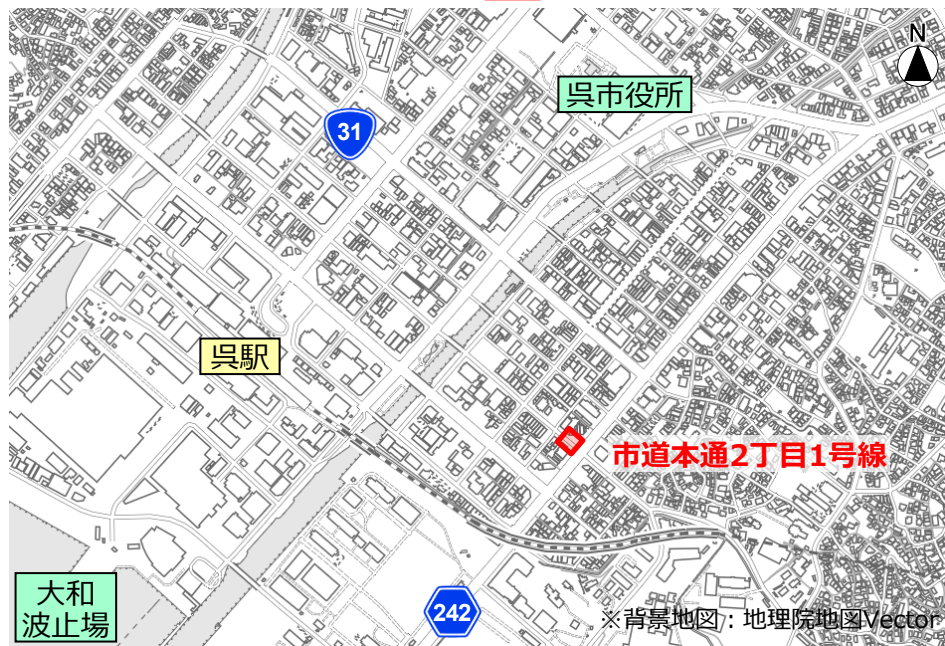 N
呉市役所
31
呉駅
市道本通2丁目1号線
大和
波止場
242
※背景地図：地理院地図Vector